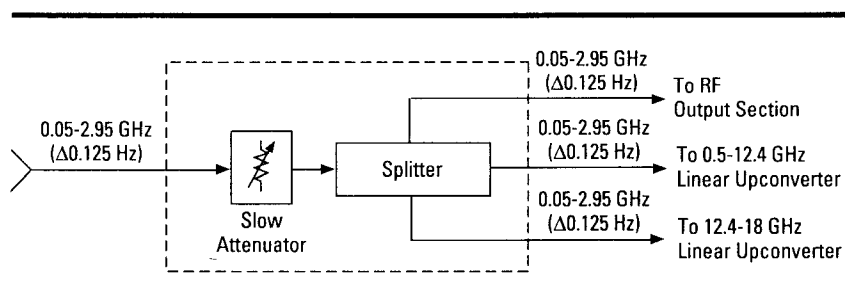 0.05-2.95 GHz
(Δ0.125 Hz)
To RF
Output Section
0.05-2.95 GHz
(Δ0.125 Hz)
0.05-2.95 GHz
(Δ0.125 Hz)
Splitter
To 0.5-12.4 GHz
Linear Upconverter
0.05-2.95 GHz
(Δ0.125 Hz)
Slow
Attenuator
To 12.4-18 GHz
Linear Upconverter